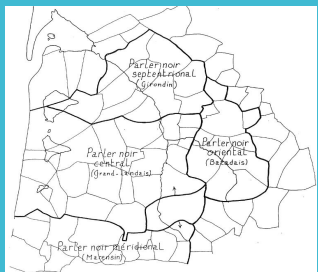 Parler noir
septentrional
(Girondin)
Parler noir
oriental
(Bazadais)
Parler noir
central
(Grand-Landais)
Parler noir méridional
(Marensin)